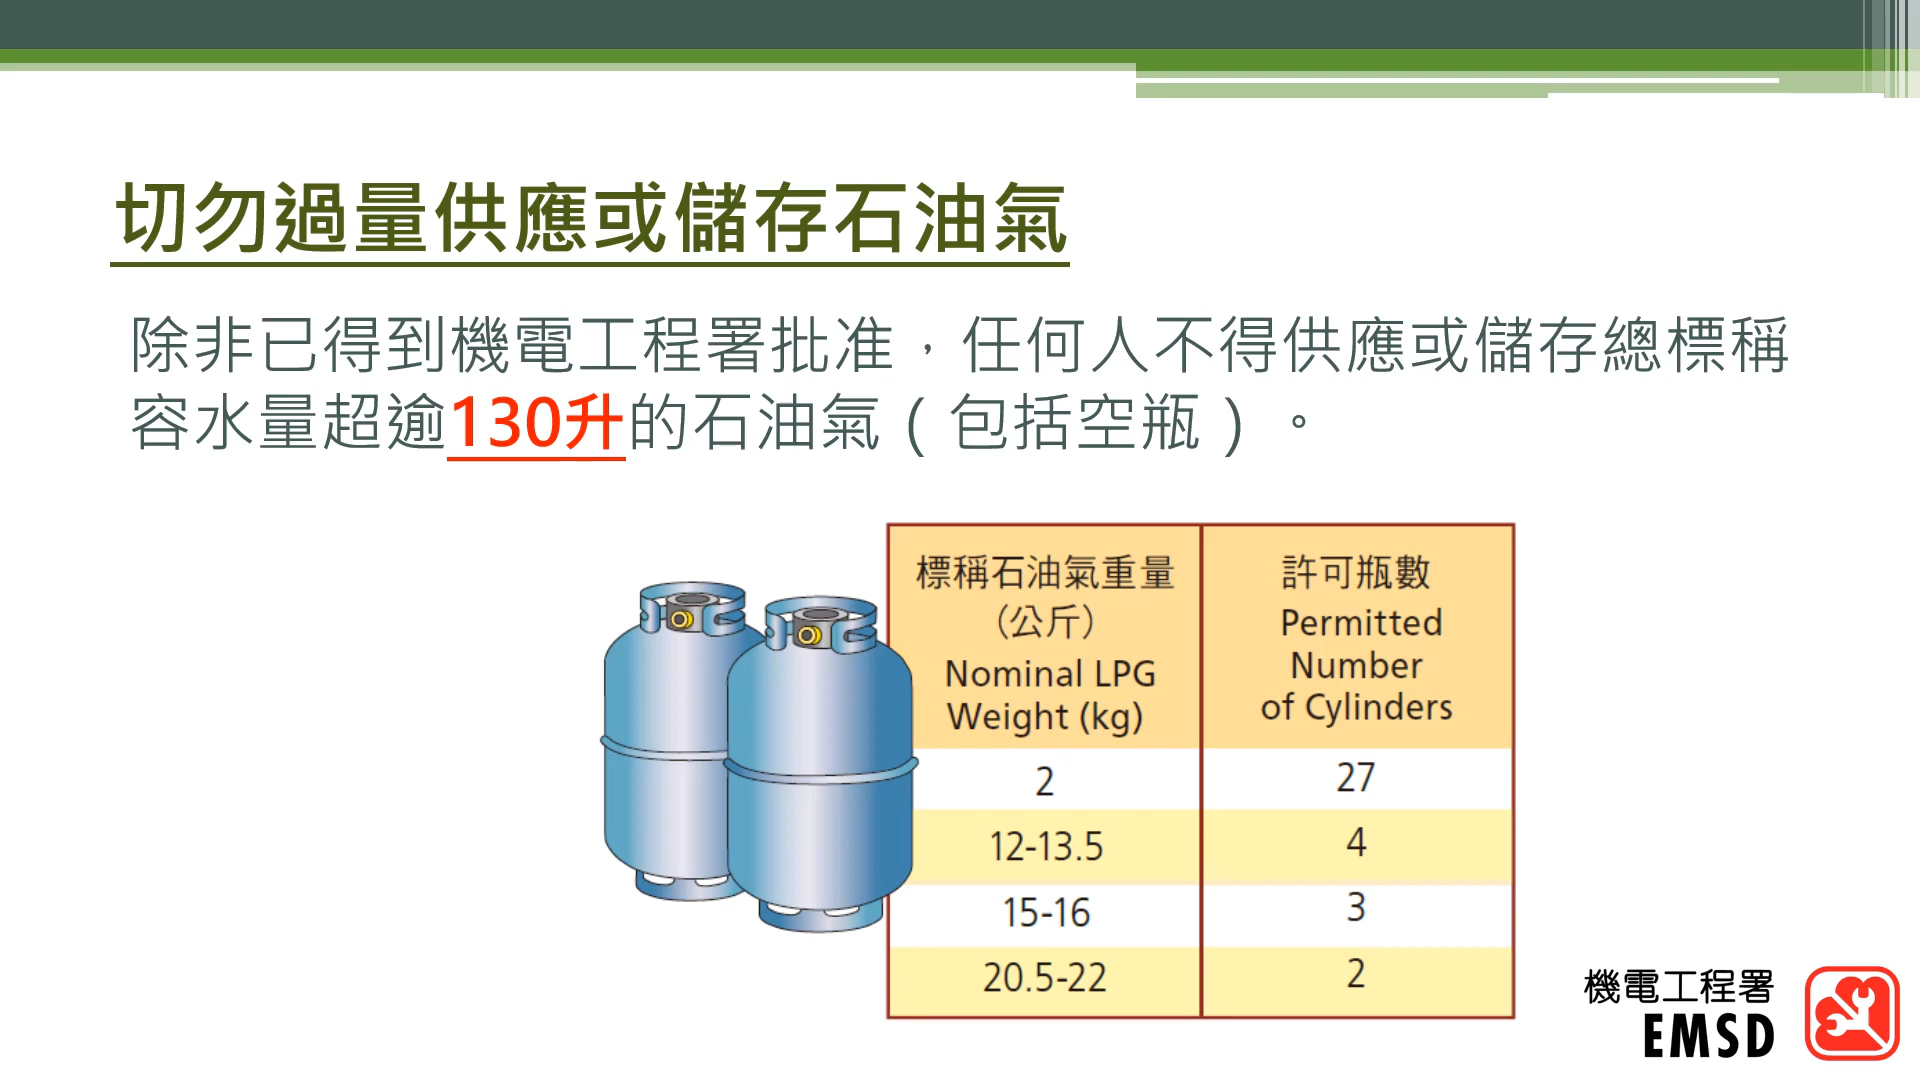 切勿過量供應或儲存石油氣
除非已得到機電工程署批准，任何人不得供應或儲存總標稱
容水量超逾130升的石油氣（包括空瓶）。
標稱石油氣重量
（公斤）
Nominal LPG
Weight (kg)
許可瓶數
Permitted
Number
of Cylinders
2 27
12-13.5 4
15-16 3
20.5-22 2
機電工程署
EMSD